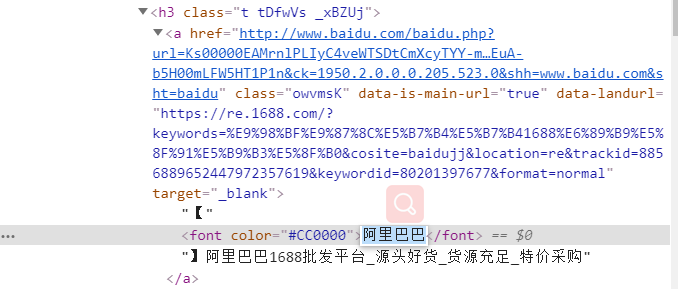 <h3 class="t tDfwVs _xBZUj">
<a href="http://www.baidu.com/baidu.php?
url=Ks00000EAMrnlPLIyC4veWTSDtCmXcyTYY-m…EuA-
b5H00mLFW5HT1P1n&ck=1950.2.0.0.0.205.523.0&shh=www.baidu.com&s
ht=baidu" class="owvmsK" data-is-main-url="true" data-landurl=
"https://re.1688.com/?
keywords=%E9%98%BF%E9%87%8C%E5%B7%B4%E5%B7%B41688%E6%89%B9%E5%
8F%91%E5%B9%B3%E5%8F%B0&cosite=baidujj&location=re&trackid=885
6889652447972357619&keywordid=80201397677&format=normal"
target="_blank">
"【"
<font color="#CC0000">阿里巴巴</font> == $0
"】阿里巴巴1688批发平台_源头好货_货源充足_特价采购"
</a>